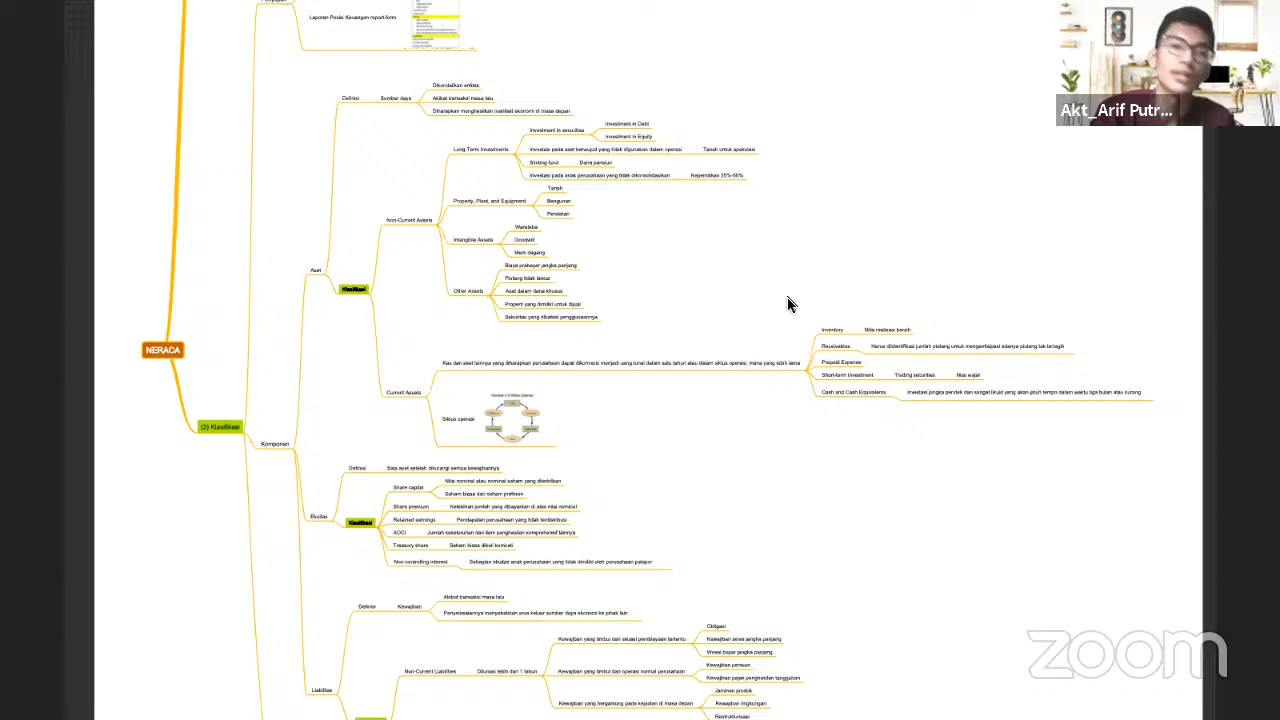 Laporan Posisi Keuangan report-form
Akt_Arif Putr...
Dikendalikan entitas
Definisi
Sumber daya
Akibat transaksi masa lalu
Diharapkan menghasilkan manfaat ekonomi di masa depan
Investment in securities
Investment in Debt
Investment in Equity
Long-Term Investments
Investasi pada aset berwujud yang tidak digunakan dalam operasi
Tanah untuk spekulasi
Sinking fund
Dana pensiun
Investasi pada anak perusahaan yang tidak dikonsolidasikan
Kepemilikan 25%-50%
Tanah
Property, Plant, and Equipment
Bangunan
Peralatan
Non-Current Assets
Waralaba
Intangible Assets
Goodwill
Merk dagang
Biaya prabayar jangka panjang
Aset
Piutang tidak lancar
Klasifikasi
Other Assets
Aset dalam dana khusus
Properti yang dimiliki untuk dijual
Sekuritas yang dibatasi penggunaannya
NERACA
Inventory
Nilai realisasi bersih
Receivables
Harus diidentifikasi jumlah piutang untuk mengantisipasi adanya piutang tak tertagih
Kas dan aset lainnya yang diharapkan perusahaan dapat dikonversi menjadi uang tunai dalam satu tahun atau dalam siklus operasi, mana yang lebih lama
Prepaid Expense
Short-term Investment
Trading securities
Nilai wajar
Cash and Cash Equivalents
Investasi jangka pendek dan sangat likuid yang akan jatuh tempo dalam waktu tiga bulan atau kurang
Current Assets
Siklus operasi
(2) Klasifikasi
Komponen
Definisi
Sisa aset setelah dikurangi semua kewajibannya
Share capital
Nilai nominal atau nominal saham yang diterbitkan
Saham biasa dan saham preferen
Ekuitas
Klasifikasi
Share premium
Kelebihan jumlah yang dibayarkan di atas nilai nominal
Retained earnings
Pendapatan perusahaan yang tidak terdistribusi
AOCI
Jumlah keseluruhan dari item penghasilan komprehensif lainnya
Treasury share
Saham biasa dibeli kembali
Non-controlling interest
Sebagian ekuitas anak perusahaan yang tidak dimiliki oleh perusahaan pelapor
Definisi
Kewajiban
Akibat transaksi masa lalu
Penyelesaiannya menyebabkan arus keluar sumber daya ekonomi ke pihak lain
Obligasi
Kewajiban yang timbul dari situasi pembiayaan tertentu
Kewajiban sewa jangka panjang
Wesel bayar jangka panjang
Non-Current Liabilities
Dilunasi lebih dari 1 tahun
Kewajiban yang timbul dari operasi normal perusahaan
Kewajiban pensiun
Kewajiban pajak penghasilan tangguhan
Liabilitas
Jaminan produk
Kewajiban yang bergantung pada kejadian di masa depan
Kewajiban lingkungan
Restrukturisasi
zoom